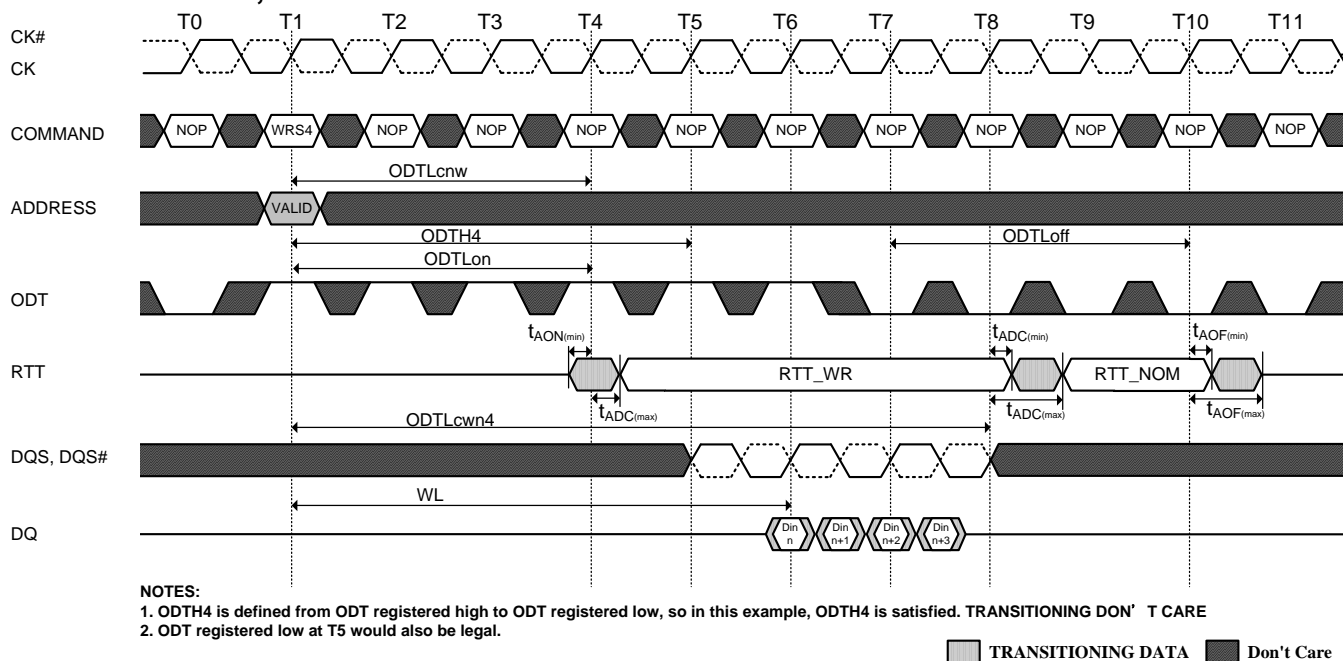 T0 T1 T2 T3 T4 T5 T6 T7 T8 T9 T10 T11
CK#
CK
COMMAND NOP WRS4 NOP NOP NOP NOP NOP NOP NOP NOP NOP NOP
ODTLcnw
ADDRESS VALID
ODTH4 ODTLoff
ODTLon
ODT
tAON(min) tADC(min) tAOF(min)
RTT RTT_WR RTT_NOM
tADC(max) tADC(max) tAOF(max)
ODTLcwn4
DQS, DQS#
WL
DQ Din n Din n+1 Din n+2 Din n+3
NOTES:
1. ODTH4 is defined from ODT registered high to ODT registered low, so in this example, ODTH4 is satisfied. TRANSITIONING DON’ T CARE
2. ODT registered low at T5 would also be legal.
TRANSITIONING DATA Don't Care